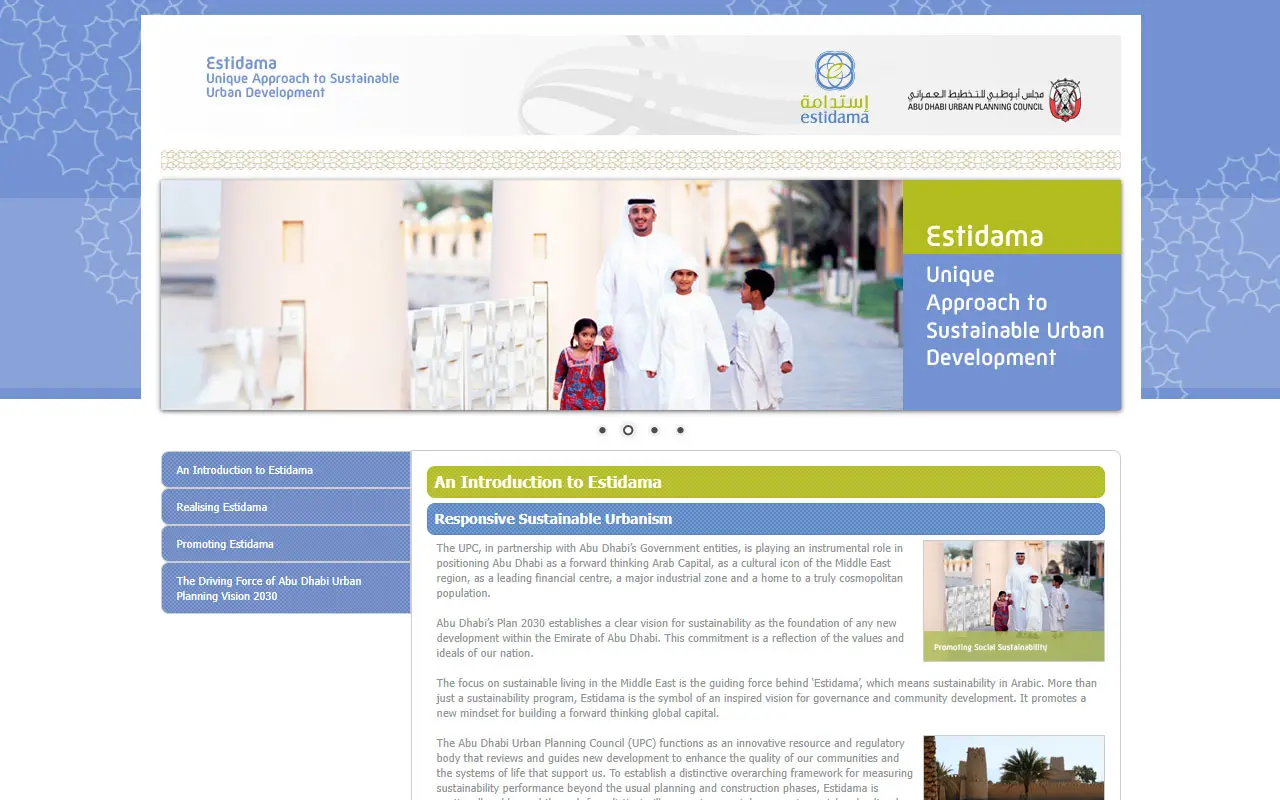 Estidama
Unique Approach to Sustainable
Urban Development
إستدامة
estidama
مجلس أبوظبي للتخطيط العمراني
ABU DHABI URBAN PLANNING COUNCIL
Estidama
Unique
Approach to
Sustainable Urban
Development
An Introduction to Estidama
Realising Estidama
Promoting Estidama
The Driving Force of Abu Dhabi Urban
Planning Vision 2030
An Introduction to Estidama
Responsive Sustainable Urbanism
The UPC, in partnership with Abu Dhabi’s Government entities, is playing an instrumental role in
positioning Abu Dhabi as a forward thinking Arab Capital, as a cultural icon of the Middle East
region, as a leading financial centre, a major industrial zone and a home to a truly cosmopolitan
population.
Promoting Social Sustainability
Abu Dhabi’s Plan 2030 establishes a clear vision for sustainability as the foundation of any new
development within the Emirate of Abu Dhabi. This commitment is a reflection of the values and
ideals of our nation.
The focus on sustainable living in the Middle East is the guiding force behind ‘Estidama’, which means sustainability in Arabic. More than
just a sustainability program, Estidama is the symbol of an inspired vision for governance and community development. It promotes a
new mindset for building a forward thinking global capital.
The Abu Dhabi Urban Planning Council (UPC) functions as an innovative resource and regulatory
body that reviews and guides new development to enhance the quality of our communities and
the systems of life that support us. To establish a distinctive overarching framework for measuring
sustainability performance beyond the usual planning and construction phases, Estidama is